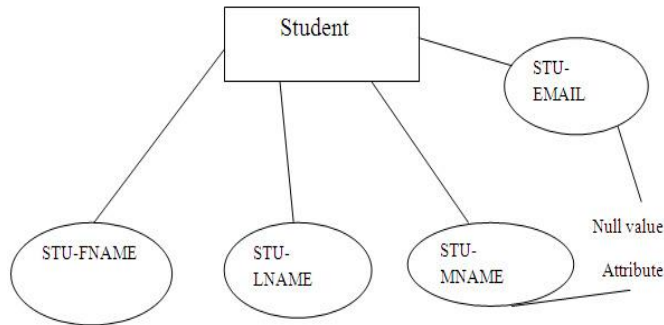 Student
STU-
EMAIL
STU-FNAME
STU-
LNAME
STU-
MNAME
Null value
Attribute